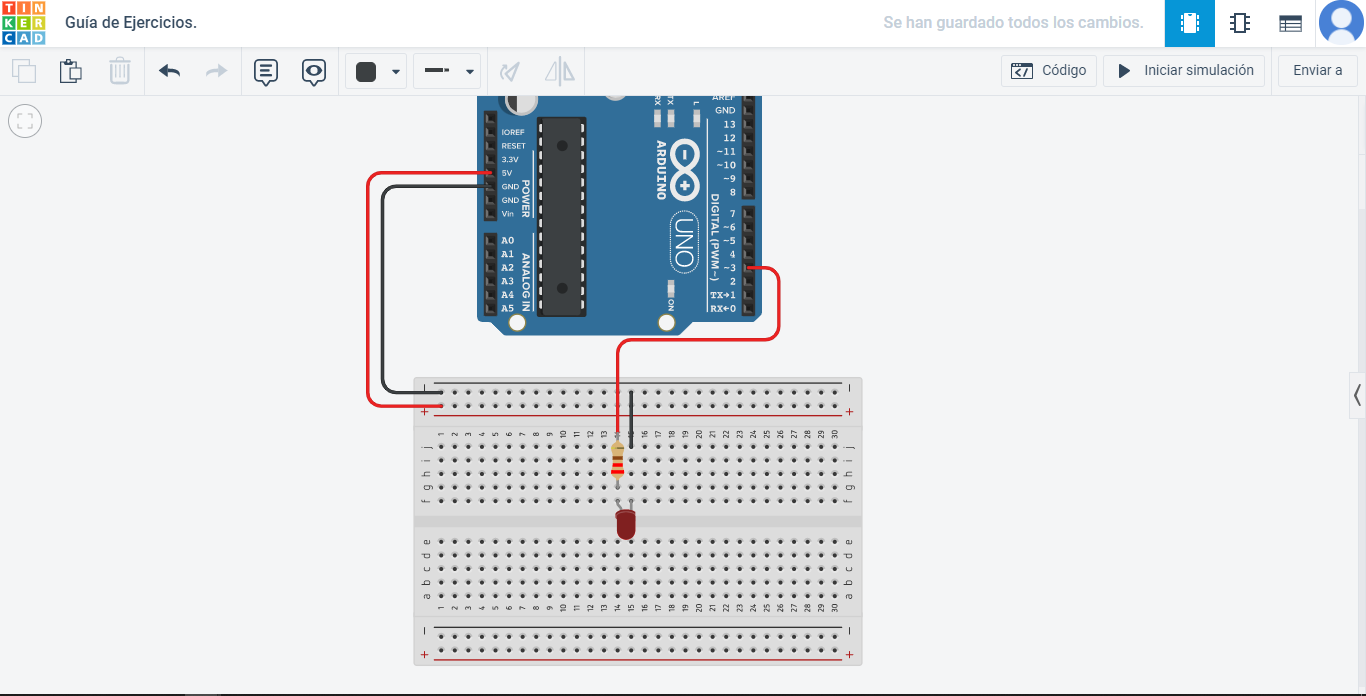 TIN
KER
CAD
Guía de Ejercicios.
Se han guardado todos los cambios.
Código
Iniciar simulación
Enviar a
RX TX L
AREF
GND
13
12
~11
~10
~9
8
7
~6
~5
4
~3
2
TX→1
RX←0
DIGITAL (PWM~)
IOREF
RESET
3.3V
5V
GND
GND
Vin
POWER
A0
A1
A2
A3
A4
A5
ANALOG IN
ARDUINO
UNO
ON
1 2 3 4 5 6 7 8 9 10 11 12 13 15 16 17 18 19 20 21 22 23 24 25 26 27 28 29 30
j j
i i
h h
g g
f f
e e
d d
c c
b b
a a
1 2 3 4 5 6 7 8 9 10 11 12 13 14 15 16 17 18 19 20 21 22 23 24 25 26 27 28 29 30